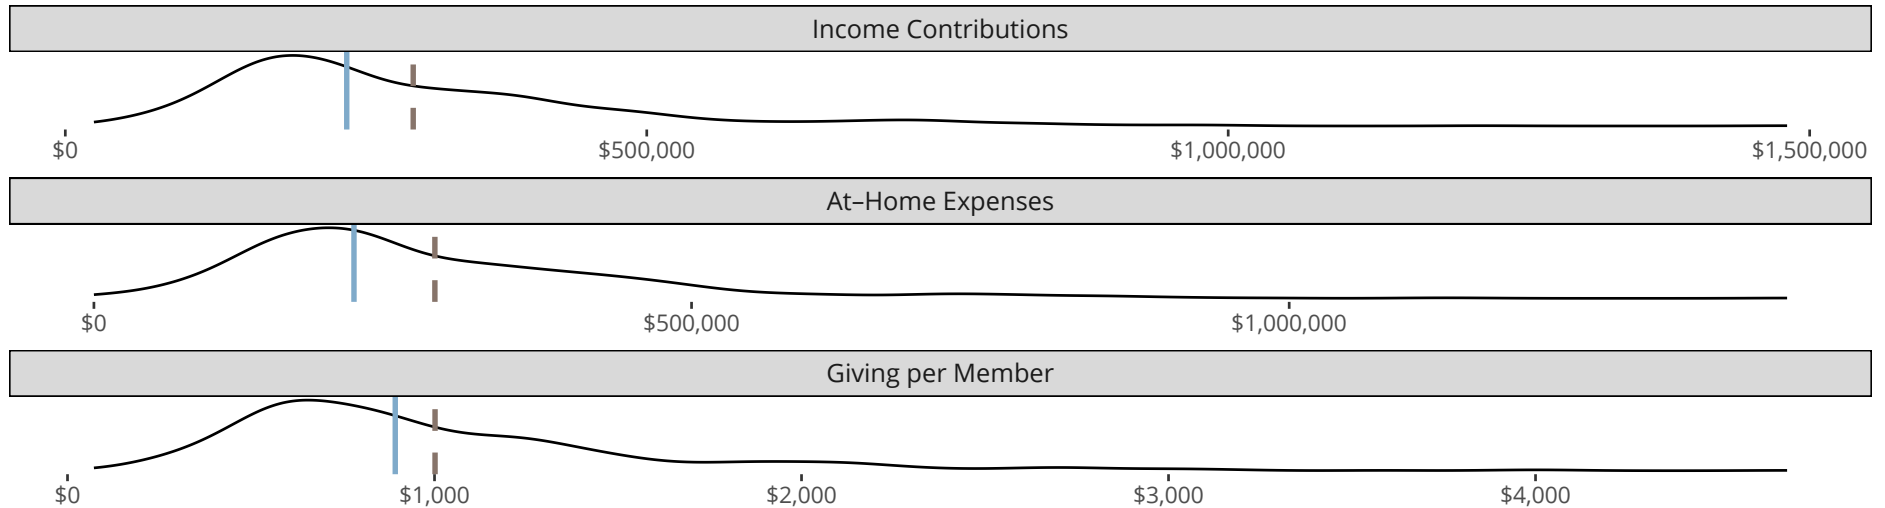 Income Contributions
$0 $500,000 $1,000,000 $1,500,000
At–Home Expenses
$0 $500,000 $1,000,000
Giving per Member
$0 $1,000 $2,000 $3,000 $4,000